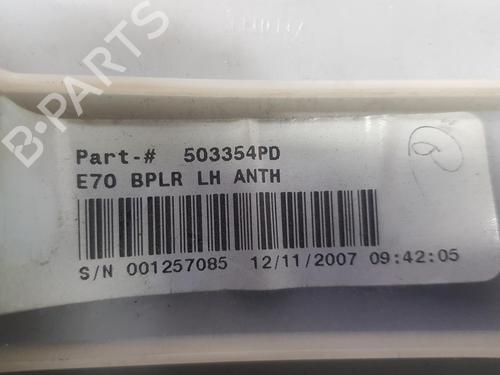 B-PARTS
Part-# 503354PD
E70 BPLR LH ANTH
S/N 001257085 12/11/2007 09:42:05